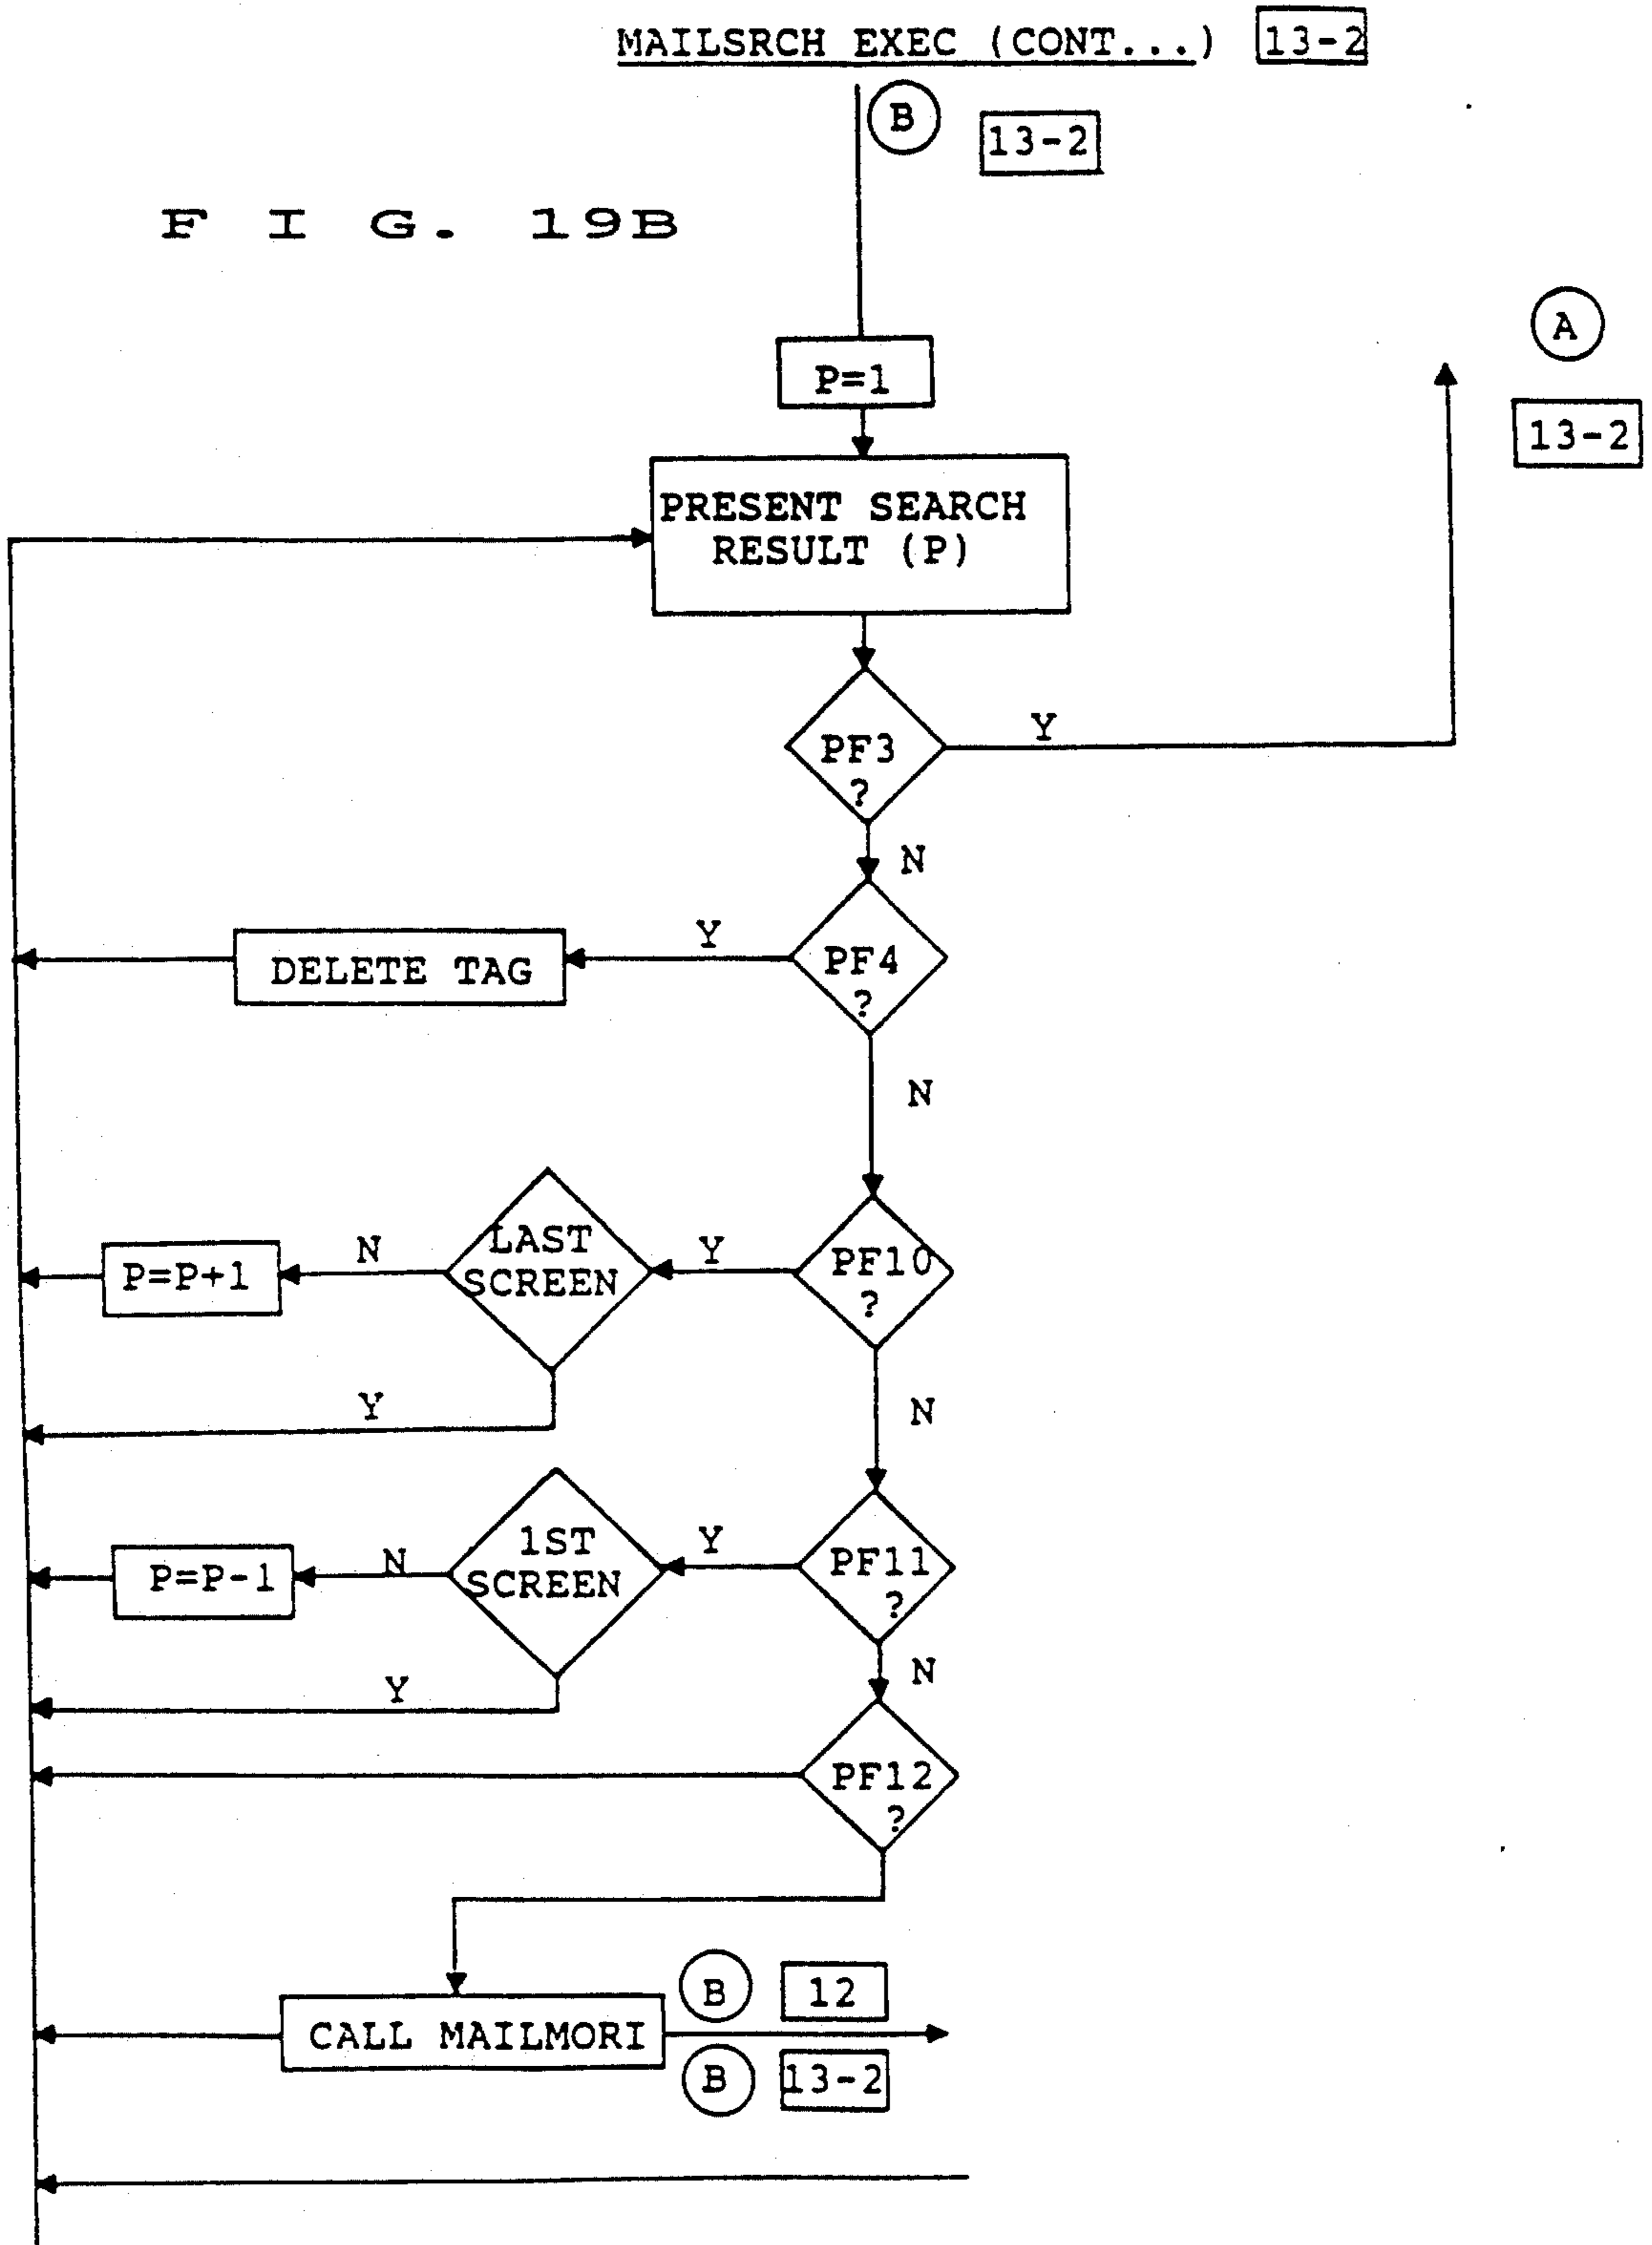 MAILSRCH EXEC (CONT...) 13-2
B
13-2
F I G. 19B
A
P=1
13-2
PRESENT SEARCH
RESULT (P)
Y
PF3
?
N
Y
DELETE TAG
PF4
?
N
LAST
SCREEN
N
P=P+1
Y
PF10
?
Y
N
1ST
SCREEN
Y
PF11
?
N
P=P-1
N
Y
PF12
?
B 12
CALL MAILMORI
B 13-2